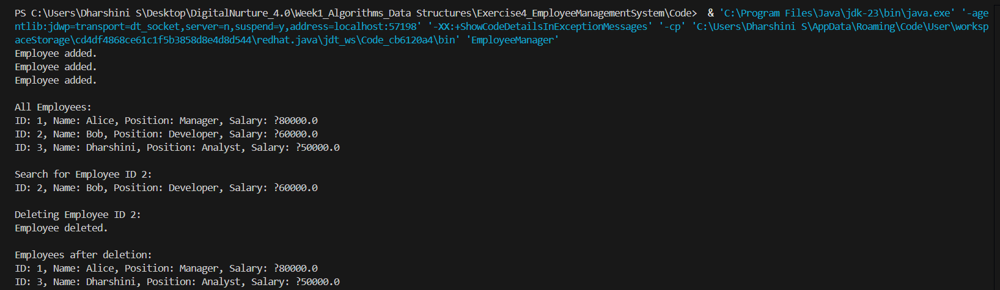 PS C:\Users\Dharshini S\Desktop\DigitalNurture_4.0\Week1_Algorithms_Data Structures\Exercise4_EmployeeManagementSystem\Code>  & 'C:\Program Files\Java\jdk-23\bin\java.exe' '-age
ntlib:jdwp=transport=dt_socket,server=n,suspend=y,address=localhost:57198' '-XX:+ShowCodeDetailsInExceptionMessages' '-cp' 'C:\Users\Dharshini S\AppData\Roaming\Code\User\worksp
aceStorage\cd4df4868ce61c1f5b3858d8e4d8d544\redhat.java\jdt_ws\Code_cb6120a4\bin' 'EmployeeManager'
Employee added.
Employee added.
Employee added.

All Employees:
ID: 1, Name: Alice, Position: Manager, Salary: ?80000.0
ID: 2, Name: Bob, Position: Developer, Salary: ?60000.0
ID: 3, Name: Dharshini, Position: Analyst, Salary: ?50000.0

Search for Employee ID 2:
ID: 2, Name: Bob, Position: Developer, Salary: ?60000.0

Deleting Employee ID 2:
Employee deleted.

Employees after deletion:
ID: 1, Name: Alice, Position: Manager, Salary: ?80000.0
ID: 3, Name: Dharshini, Position: Analyst, Salary: ?50000.0